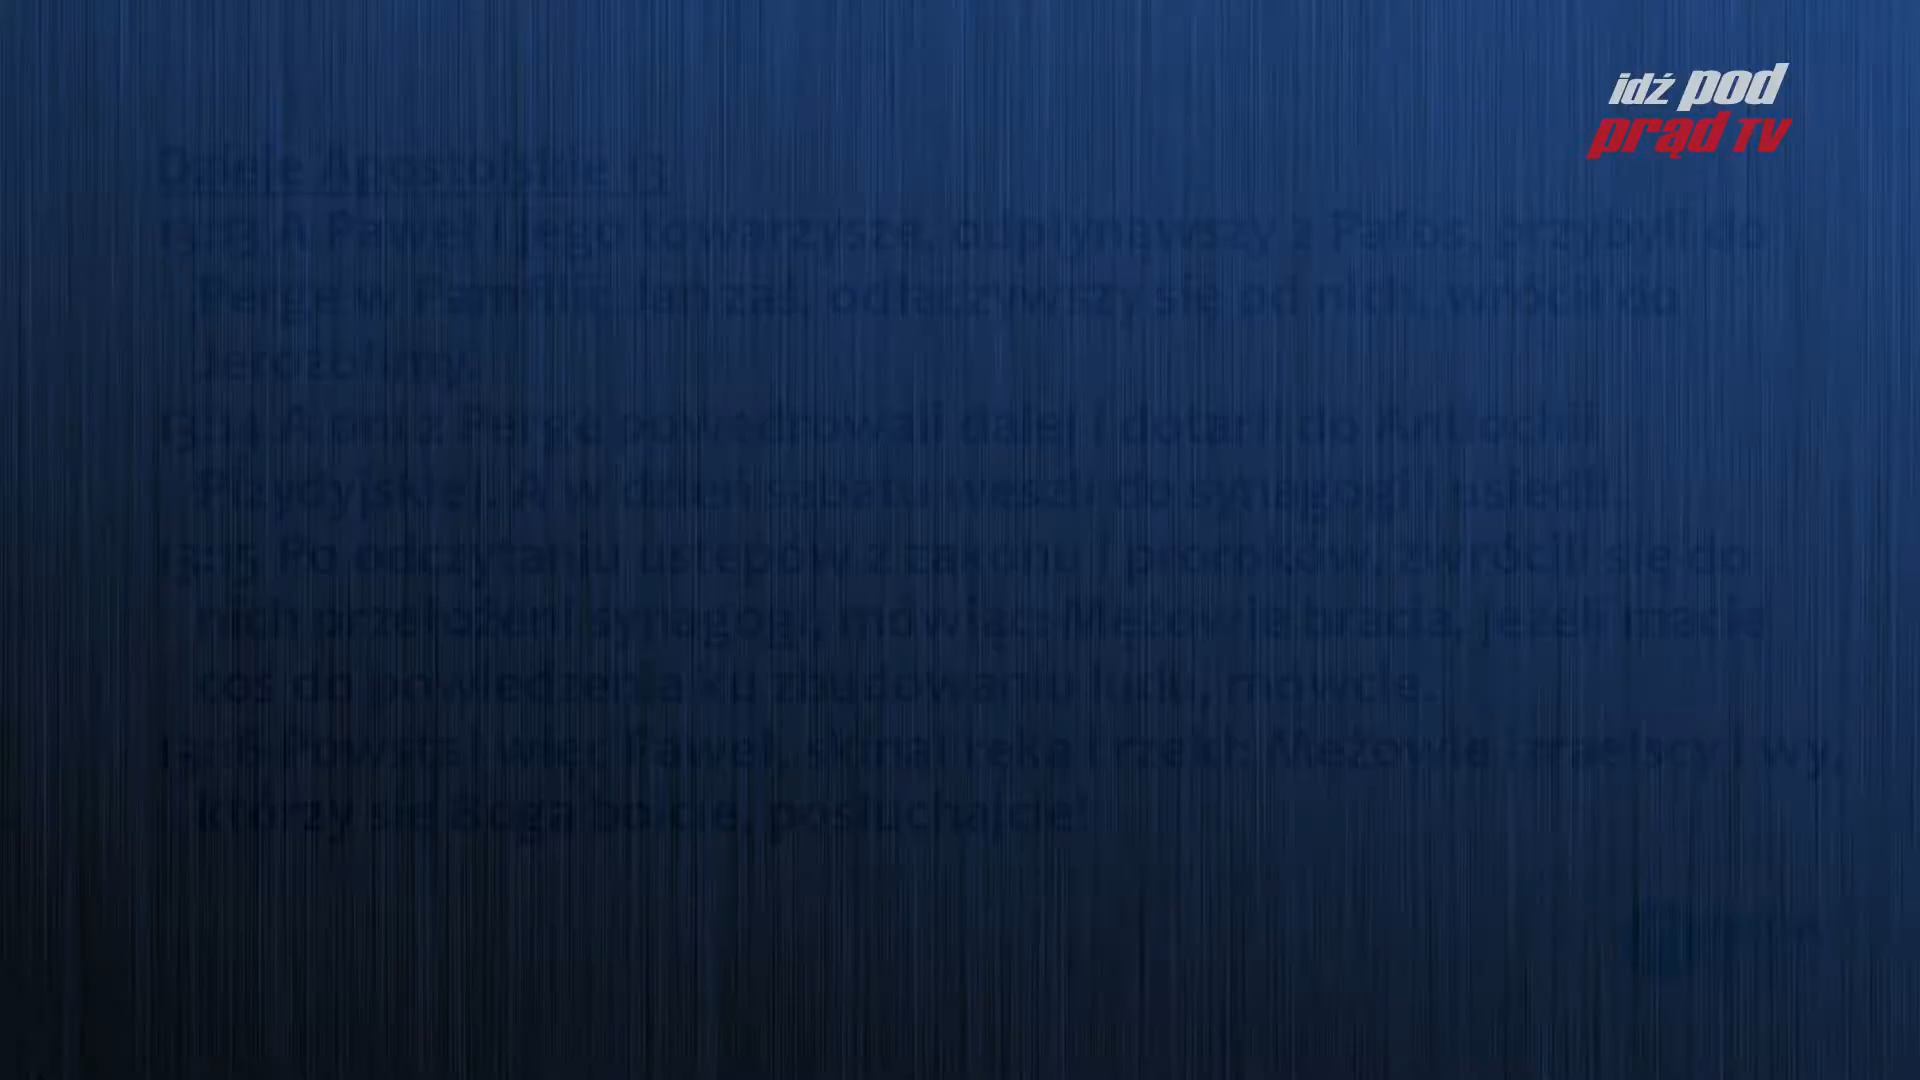 idź pod
prąd TV
Dzieje Apostolskie 13
13:13 A Paweł i jego towarzysze, odpłynąwszy z Pafos, przybyli do
Perge w Pamfilii; Jan zaś, odłączywszy się od nich, wrócił do
Jerozolimy.
13:14 A oni z Perge powędrowali dalej i dotarli do Antiochii
Pizydyjskiej. A w dzień sabatu weszli do synagogi i usiedli.
13:15 Po odczytaniu ustępów z zakonu i proroków, zwrócili się do
nich przełożeni synagogi, mówiąc: Mężowie bracia, jeżeli macie
coś do powiedzenia ku zbudowaniu ludu, mówcie.
13:16 Powstał więc Paweł, skinął ręką i rzekł: Mężowie izraelscy i wy,
którzy się Boga boicie, posłuchajcie!